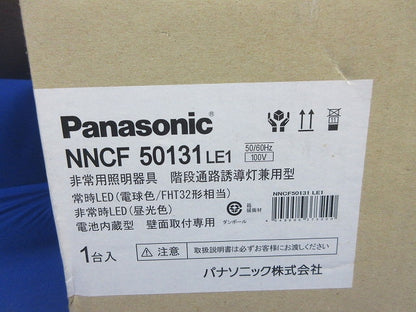 Panasonic
NNCF 50131 LE1
50/60Hz
100V
非常用照明器具 階段通路誘導灯兼用型
常時LED(電球色/FHT32形相当)
非常時LED(昼光色)
電池内蔵型 壁面取付専用
ダンボール
NNCF50131 LE1
1台入
注意
取扱説明書は必ずお客様にお渡しください。
パナソニック株式会社